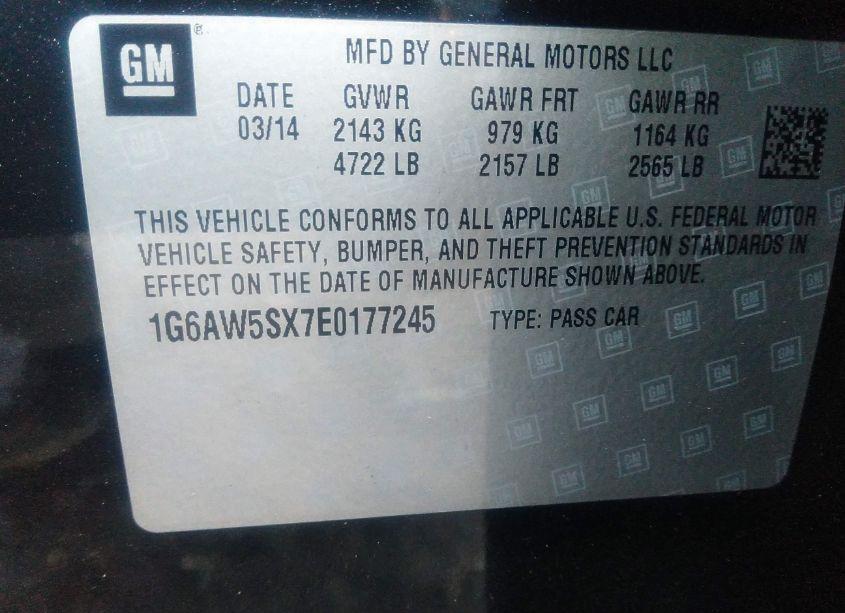 GM
MFD BY GENERAL MOTORS LLC
DATE GVWR GAWR FRT GAWR RR
03/14 2143 KG 979 KG 1164 KG
4722 LB 2157 LB 2565 LB
THIS VEHICLE CONFORMS TO ALL APPLICABLE U.S. FEDERAL MOTOR
VEHICLE SAFETY, BUMPER, AND THEFT PREVENTION STANDARDS IN
EFFECT ON THE DATE OF MANUFACTURE SHOWN ABOVE.
1G6AW5SX7E0177245 TYPE: PASS CAR